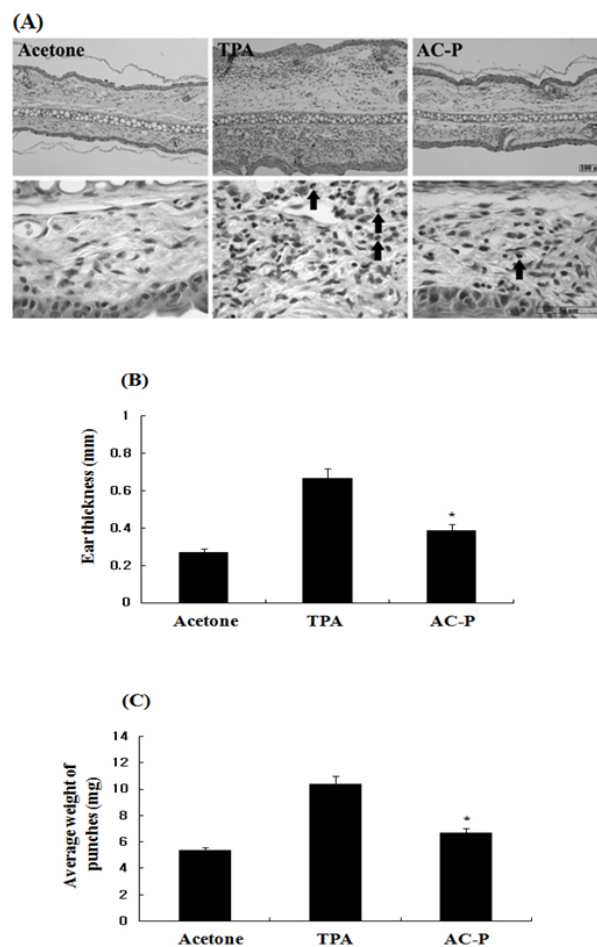 (A)
Acetone TPA AC-P
(B)
Ear thickness (mm)
1
0.8
0.6
0.4
0.2
0
*
Acetone TPA AC-P
(C)
Average weight of
punches (mg)
14
12
10
8
6
4
2
0
*
Acetone TPA AC-P